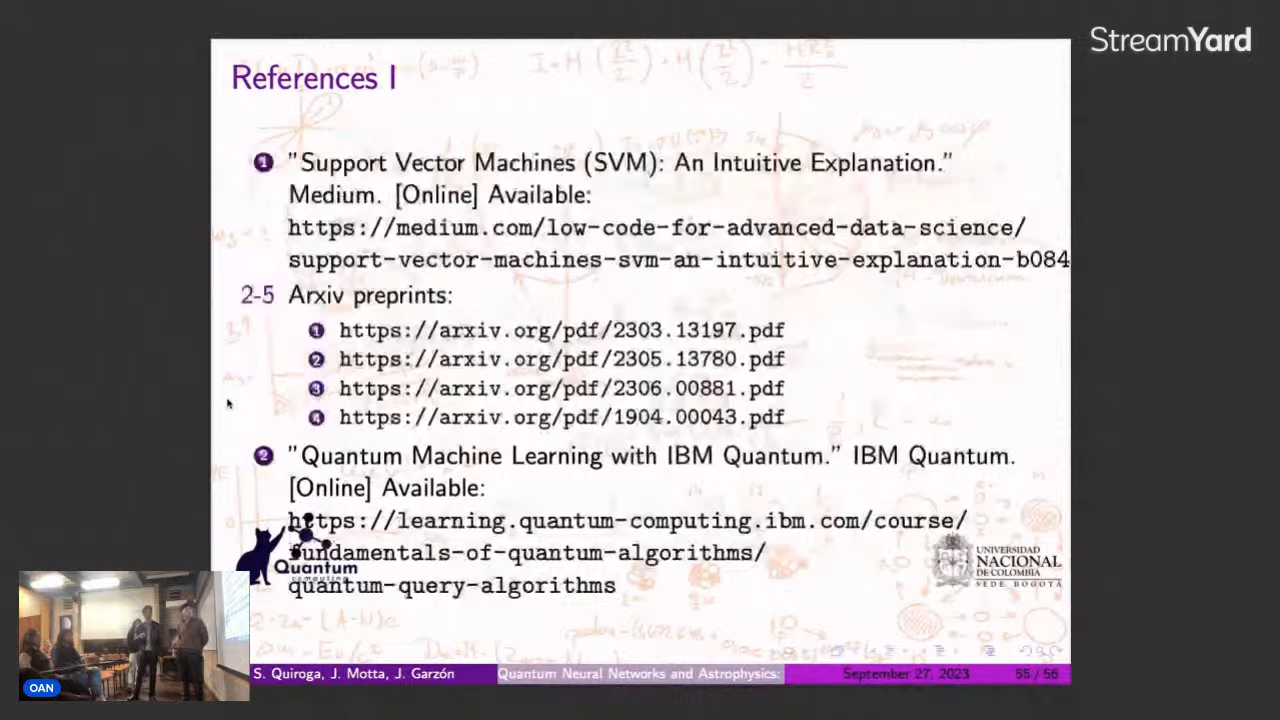 StreamYard
References I
1 "Support Vector Machines (SVM): An Intuitive Explanation."
Medium. [Online] Available:
https://medium.com/low-code-for-advanced-data-science/
support-vector-machines-svm-an-intuitive-explanation-b084
2-5 Arxiv preprints:
1 https://arxiv.org/pdf/2303.13197.pdf
2 https://arxiv.org/pdf/2305.13780.pdf
3 https://arxiv.org/pdf/2306.00881.pdf
4 https://arxiv.org/pdf/1904.00043.pdf
2 "Quantum Machine Learning with IBM Quantum." IBM Quantum.
[Online] Available:
https://learning.quantum-computing.ibm.com/course/
fundamentals-of-quantum-algorithms/
quantum-query-algorithms
Quantum
computing
UNIVERSIDAD
NACIONAL
DE COLOMBIA
SEDE BOGOTÁ
OAN
S. Quiroga, J. Motta, J. Garzón
Quantum Neural Networks and Astrophysics:
September 27, 2023
55 / 56